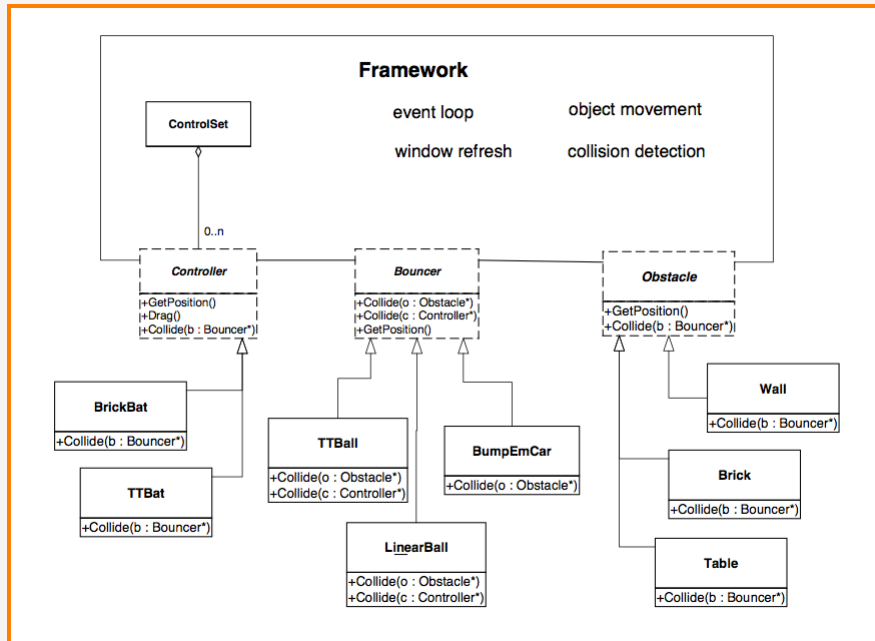 Framework
event loop
object movement
window refresh
collision detection
ControlSet
0..n
Controller
+GetPosition()
+Drag()
+Collide(b : Bouncer*)
Bouncer
+Collide(o : Obstacle*)
+Collide(c : Controller*)
+GetPosition()
Obstacle
+GetPosition()
+Collide(b : Bouncer*)
BrickBat
+Collide(b : Bouncer*)
TTBat
+Collide(b : Bouncer*)
TTBall
+Collide(o : Obstacle*)
+Collide(c : Controller*)
LinearBall
+Collide(o : Obstacle*)
+Collide(c : Controller*)
BumpEmCar
+Collide(o : Obstacle*)
Wall
+Collide(b : Bouncer*)
Brick
+Collide(b : Bouncer*)
Table
+Collide(b : Bouncer*)